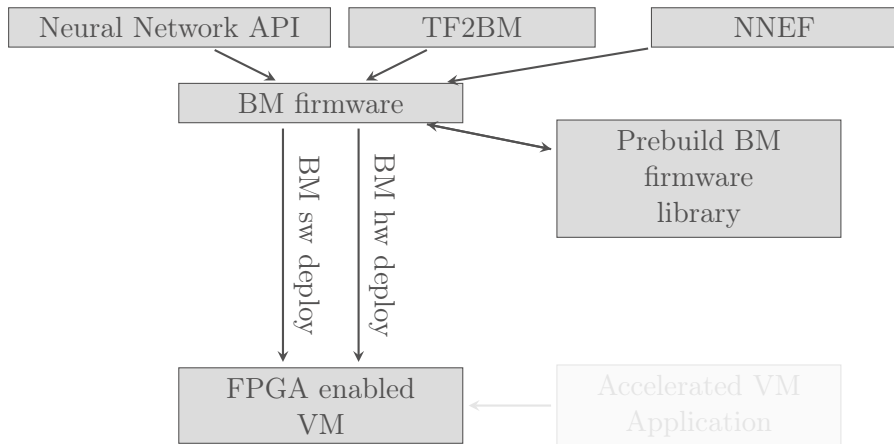 Neural Network API
TF2BM
NNEF
BM firmware
Prebuild BM
firmware
library
BM sw deploy
BM hw deploy
FPGA enabled
VM
Accelerated VM
Application